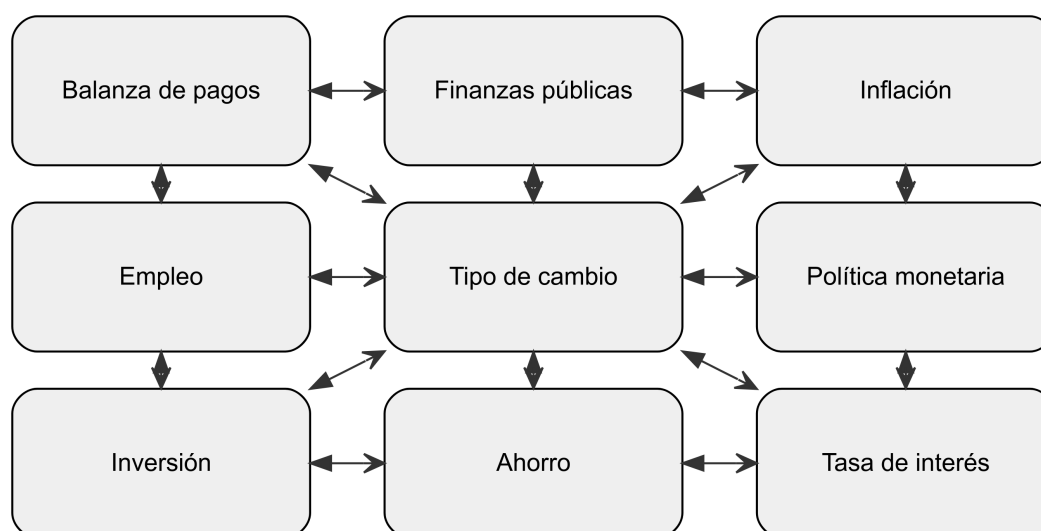 Balanza de pagos
Finanzas públicas
Inflación
Empleo
Tipo de cambio
Política monetaria
Inversión
Ahorro
Tasa de interés